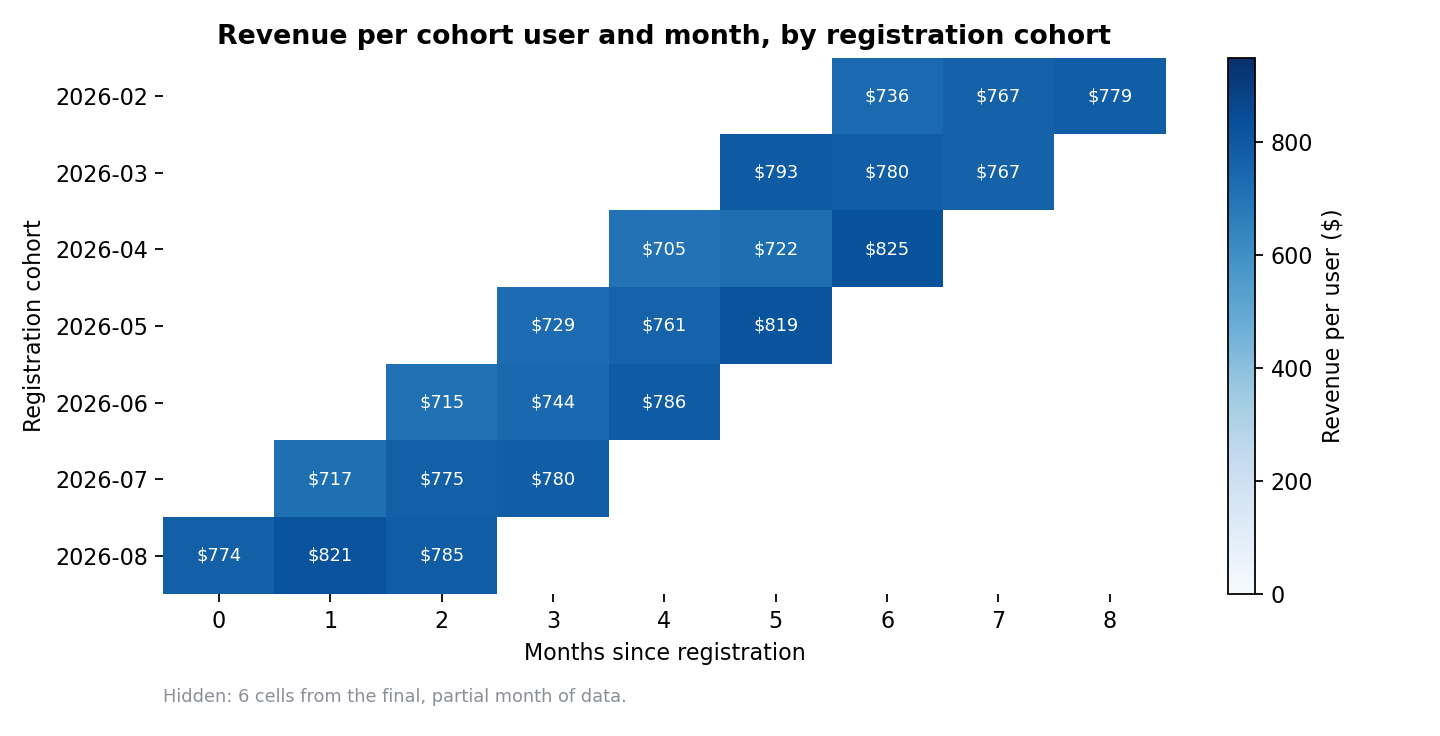 Revenue per cohort user and month, by registration cohort
2026-02 $736 $767 $779
2026-03 $793 $780 $767
2026-04 $705 $722 $825
2026-05 $729 $761 $819
2026-06 $715 $744 $786
2026-07 $717 $775 $780
2026-08 $774 $821 $785
0 1 2 3 4 5 6 7 8
Months since registration
Registration cohort
800
600
400
200
0
Revenue per user ($)
Hidden: 6 cells from the final, partial month of data.